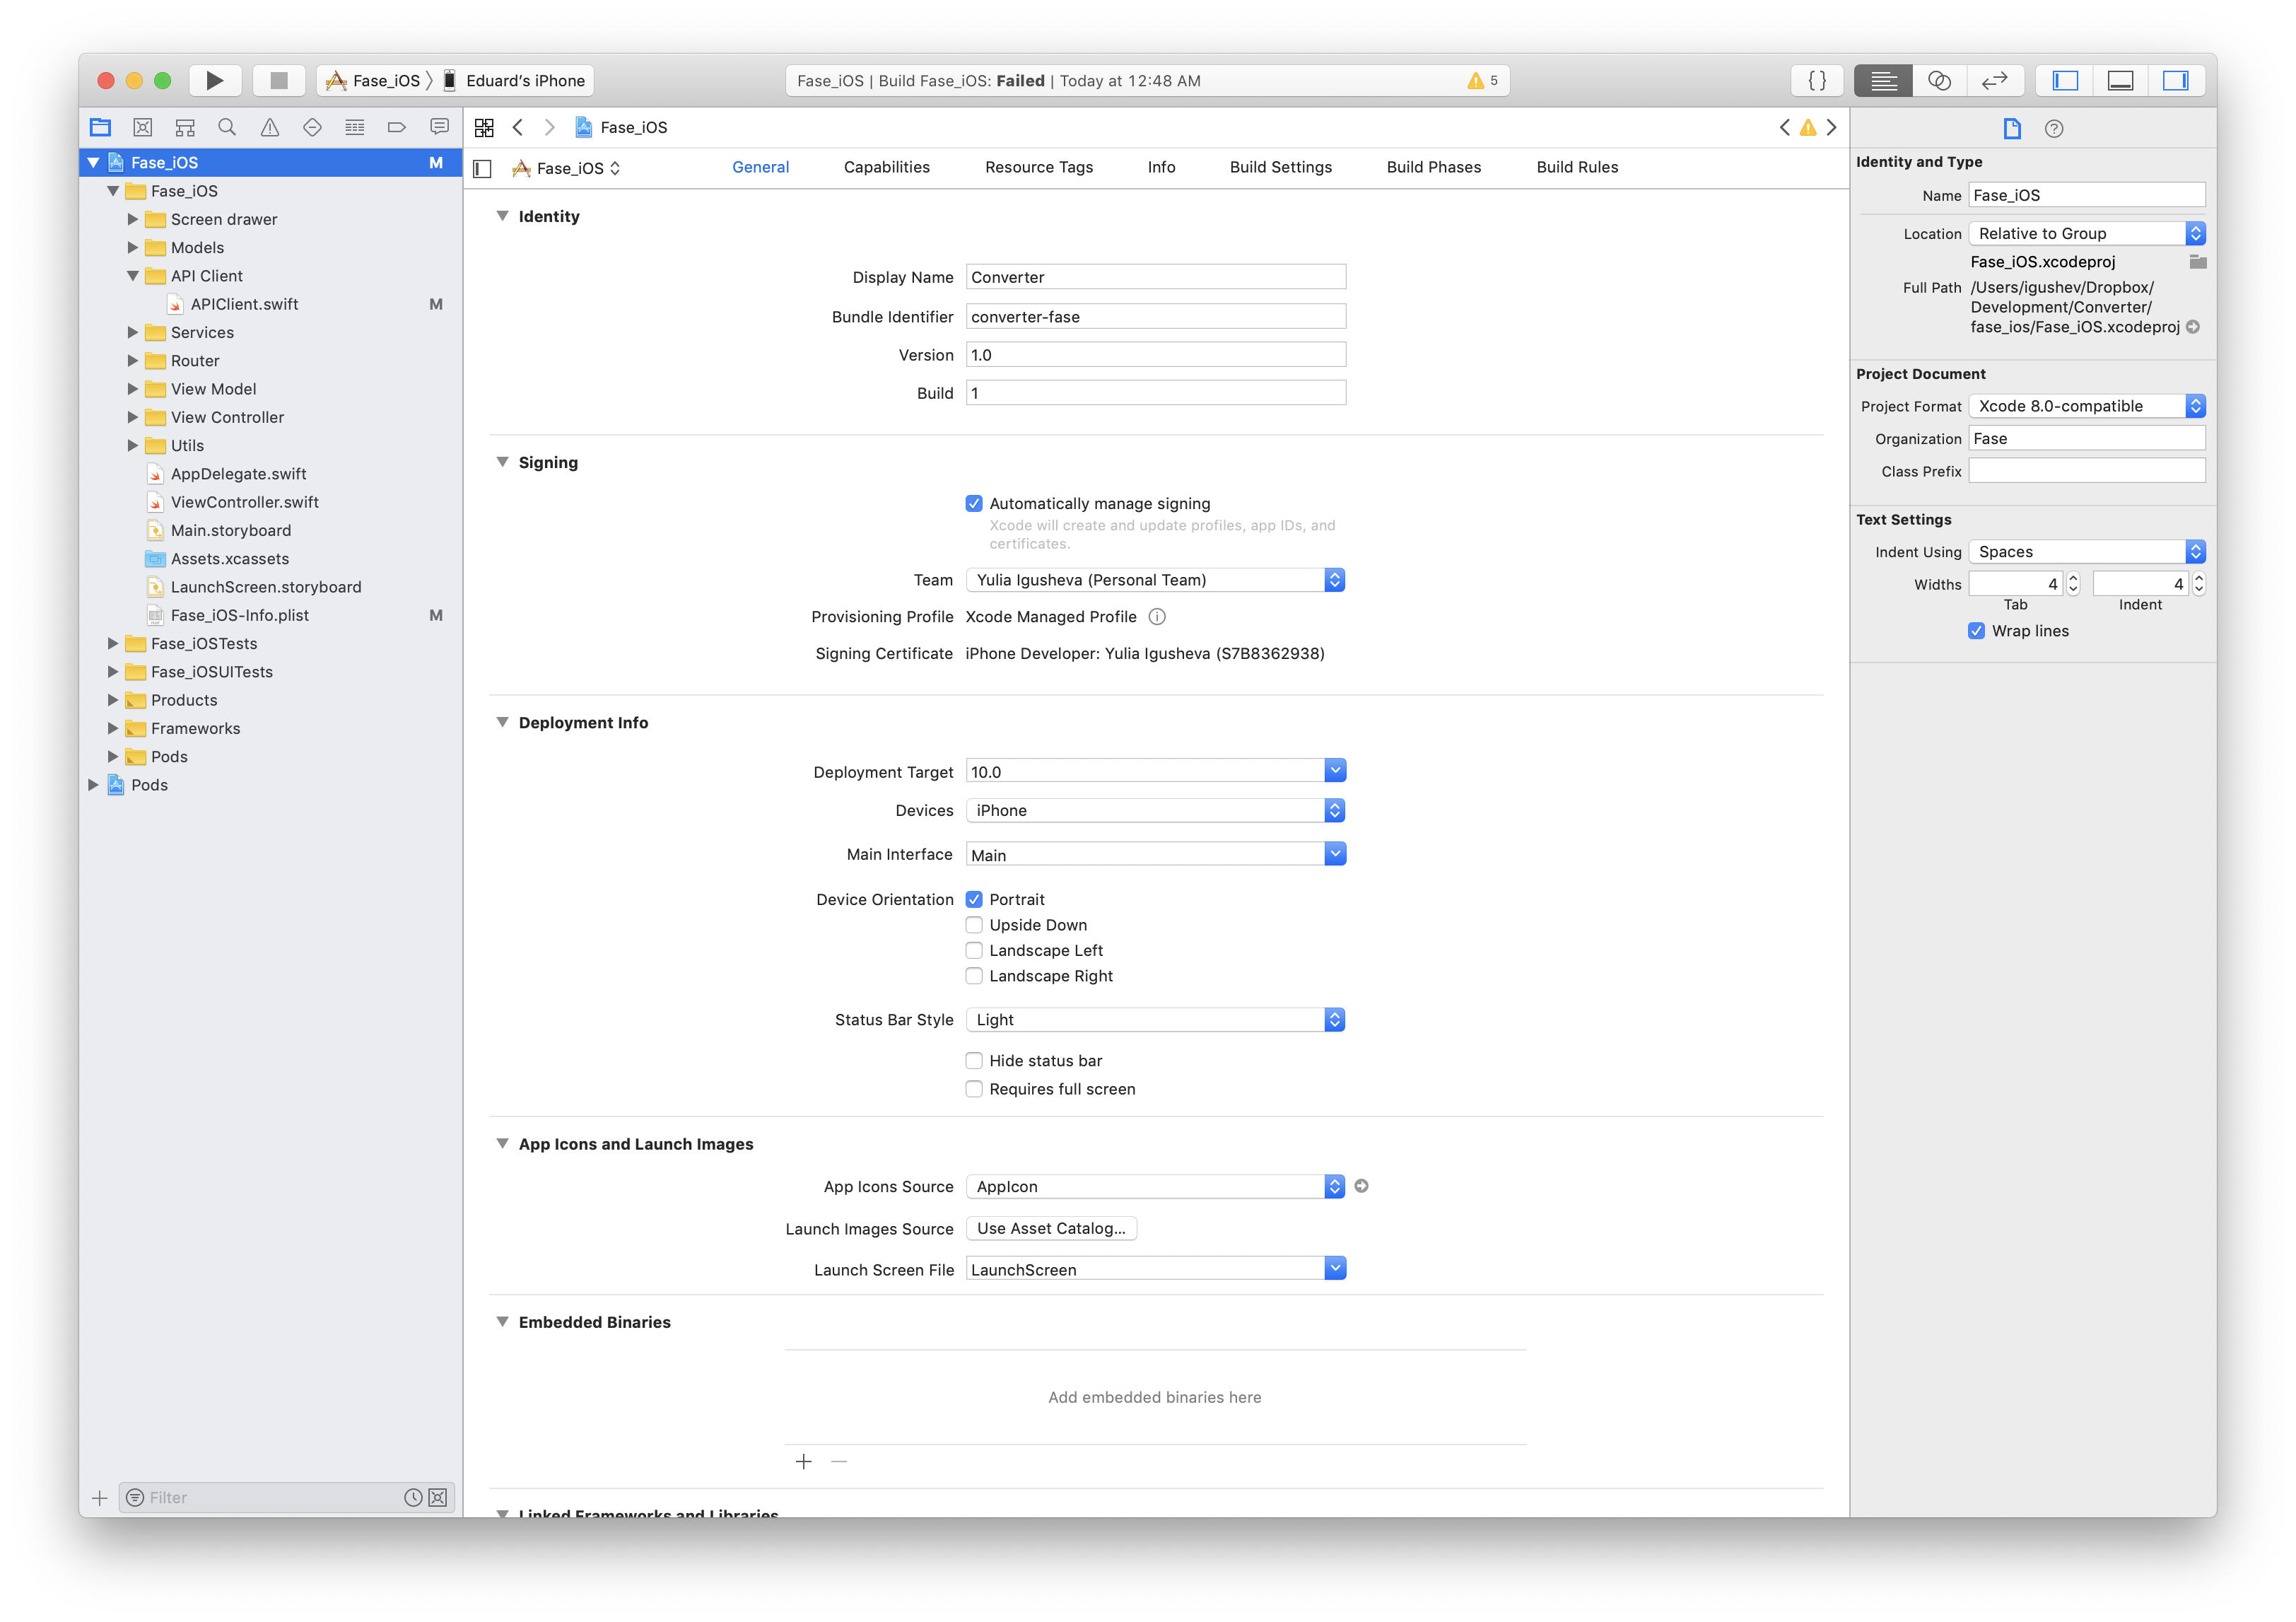 Fase_iOS 〉 Eduard's iPhone
Fase_iOS | Build Fase_iOS: Failed | Today at 12:48 AM
5
{ }
Fase_iOS M
Fase_iOS
Screen drawer
Models
API Client
APIClient.swift M
Services
Router
View Model
View Controller
Utils
AppDelegate.swift
ViewController.swift
Main.storyboard
Assets.xcassets
LaunchScreen.storyboard
Fase_iOS-Info.plist M
Fase_iOSTests
Fase_iOSUITests
Products
Frameworks
Pods
Pods
Filter
Fase_iOS
Fase_iOS
General Capabilities Resource Tags Info Build Settings Build Phases Build Rules
Identity
Display Name Converter
Bundle Identifier converter-fase
Version 1.0
Build 1
Signing
Automatically manage signing
Xcode will create and update profiles, app IDs, and
certificates.
Team Yulia Igusheva (Personal Team)
Provisioning Profile Xcode Managed Profile
Signing Certificate iPhone Developer: Yulia Igusheva (S7B8362938)
Deployment Info
Deployment Target 10.0
Devices iPhone
Main Interface Main
Device Orientation Portrait
Upside Down
Landscape Left
Landscape Right
Status Bar Style Light
Hide status bar
Requires full screen
App Icons and Launch Images
App Icons Source AppIcon
Launch Images Source Use Asset Catalog...
Launch Screen File LaunchScreen
Embedded Binaries
Add embedded binaries here
Linked Frameworks and Libraries
Identity and Type
Name Fase_iOS
Location Relative to Group
Fase_iOS.xcodeproj
Full Path /Users/igushev/Dropbox/
Development/Converter/
fase_ios/Fase_iOS.xcodeproj
Project Document
Project Format Xcode 8.0-compatible
Organization Fase
Class Prefix
Text Settings
Indent Using Spaces
Widths 4 4
Tab Indent
Wrap lines